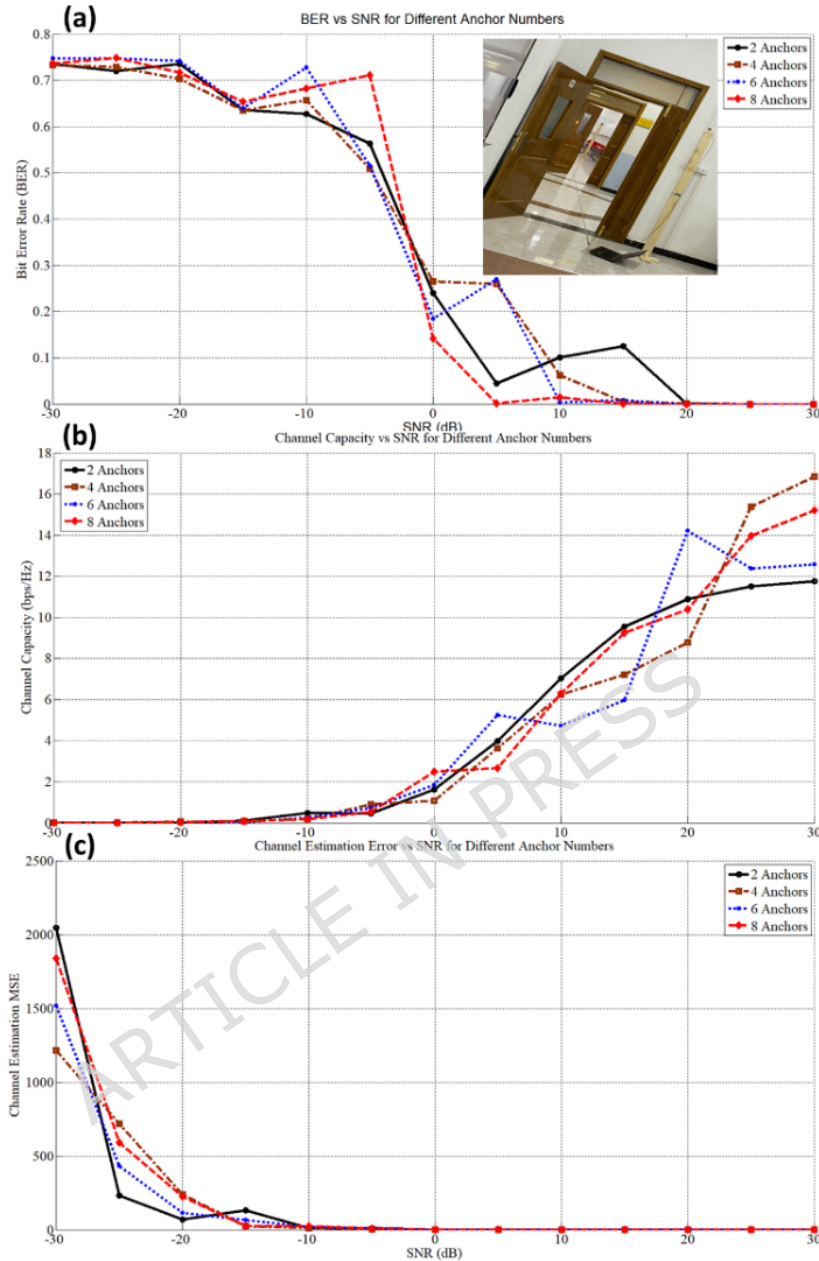 (a)
BER vs SNR for Different Anchor Numbers
2 Anchors
4 Anchors
6 Anchors
8 Anchors
Bit Error Rate (BER)
0.8
0.7
0.6
0.5
0.4
0.3
0.2
0.1
0
-30
-20
-10
0
10
20
30
SNR (dB)
(b)
Channel Capacity vs SNR for Different Anchor Numbers
2 Anchors
4 Anchors
6 Anchors
8 Anchors
Channel Capacity (bps/Hz)
18
16
14
12
10
8
6
4
2
0
-30
-20
-10
0
10
20
30
(c)
Channel Estimation Error vs SNR for Different Anchor Numbers
2 Anchors
4 Anchors
6 Anchors
8 Anchors
Channel Estimation MSE
2500
2000
1500
1000
500
0
-30
-20
-10
0
10
20
30
SNR (dB)
ARTICLE IN PRESS